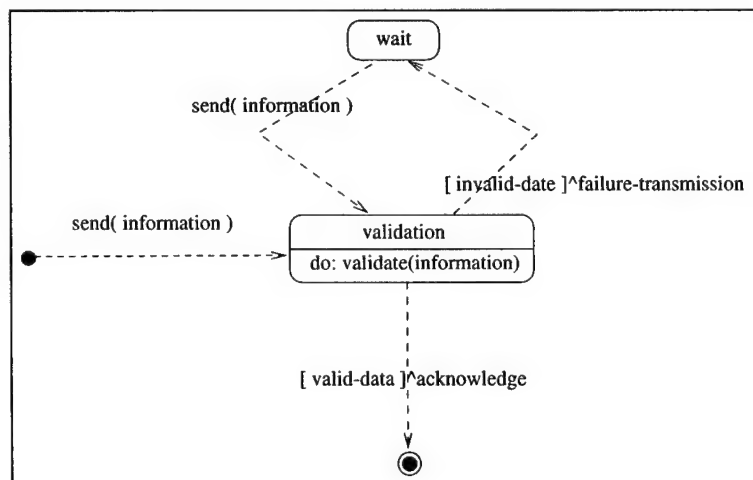 wait
send( information )
[ invalid-date ]^failure-transmission
send( information )
validation
do: validate(information)
[ valid-data ]^acknowledge